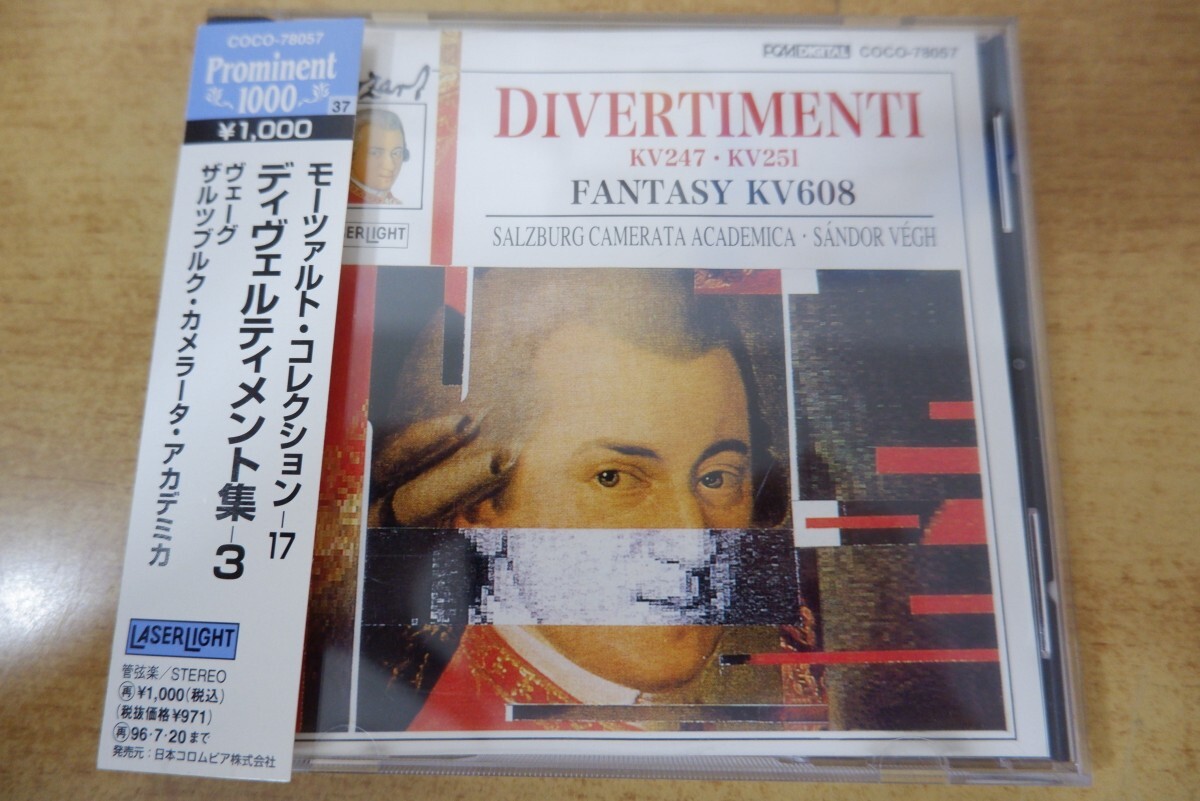 COCO-78057
Prominent
1000
37
¥1,000
モーツァルト・コレクション-17
ディヴェルティメント集-3
ヴェーグ
ザルツブルク・カメラータ・アカデミカ
LASERLIGHT
管弦楽/STEREO
再¥1,000(税込)
(税抜価格¥971)
再96・7・20まで
発売元:日本コロムビア株式会社
PCM DIGITAL COCO-78057
DIVERTIMENTI
KV247・KV251
FANTASY KV608
SALZBURG CAMERATA ACADEMICA・SÁNDOR VÉGH
SERLIGHT